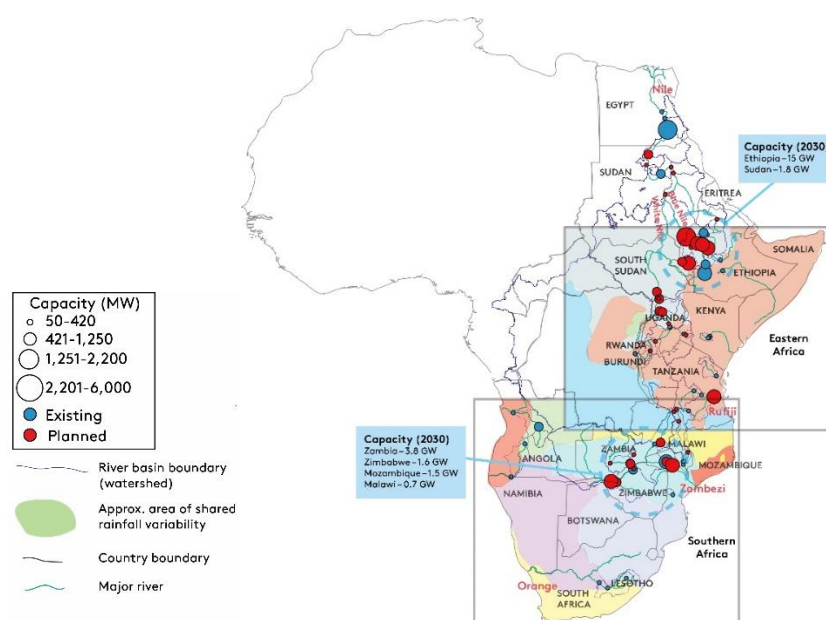 Nile
EGYPT
Capacity (2030)
Ethiopia–15 GW
Sudan–1.8 GW
SUDAN
ERITREA
White Nile
Blue Nile
SOMALIA
SOUTH
SUDAN
ETHIOPIA
Capacity (MW)
50–420
421–1,250
1,251–2,200
2,201–6,000
Existing
Planned
UGANDA
KENYA
RWANDA
BURUNDI
Eastern
Africa
TANZANIA
Rufiji
Capacity (2030)
Zambia–3.8 GW
Zimbabwe–1.6 GW
Mozambique–1.5 GW
Malawi–0.7 GW
ANGOLA
ZAMBIA
MALAWI
MOZAMBIQUE
River basin boundary
(watershed)
NAMIBIA
ZIMBABWE
Zambezi
Approx. area of shared
rainfall variability
BOTSWANA
Southern
Africa
Country boundary
Major river
Orange
LESOTHO
SOUTH
AFRICA